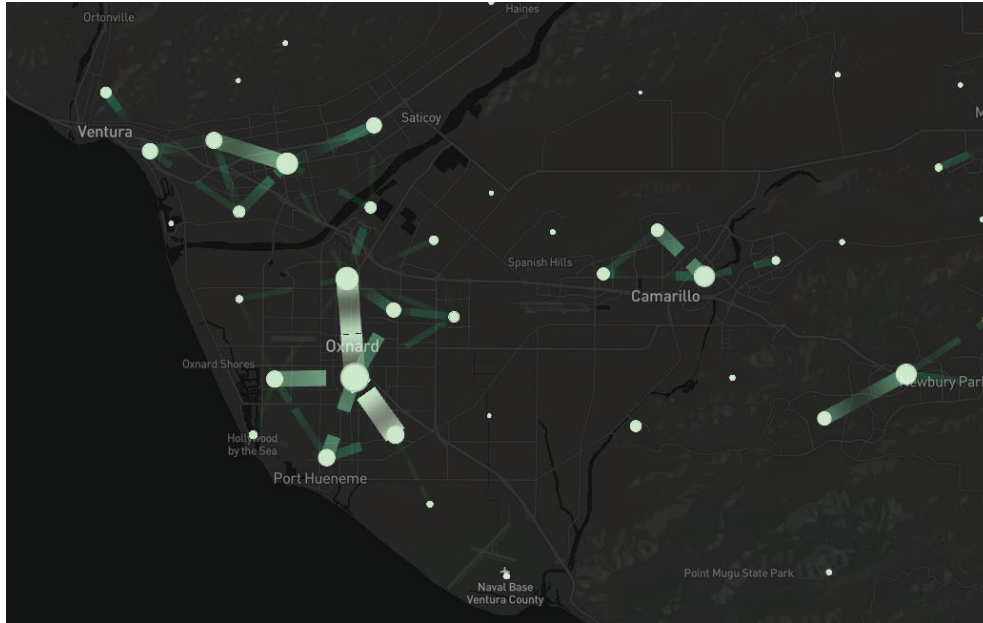 Ortonville
Haines
Saticoy
Ventura
M
Spanish Hills
Camarillo
Oxnard
Oxnard Shores
Newbury Park
Hollywood
by the Sea
Port Hueneme
Point Mugu State Park
Naval Base
Ventura County